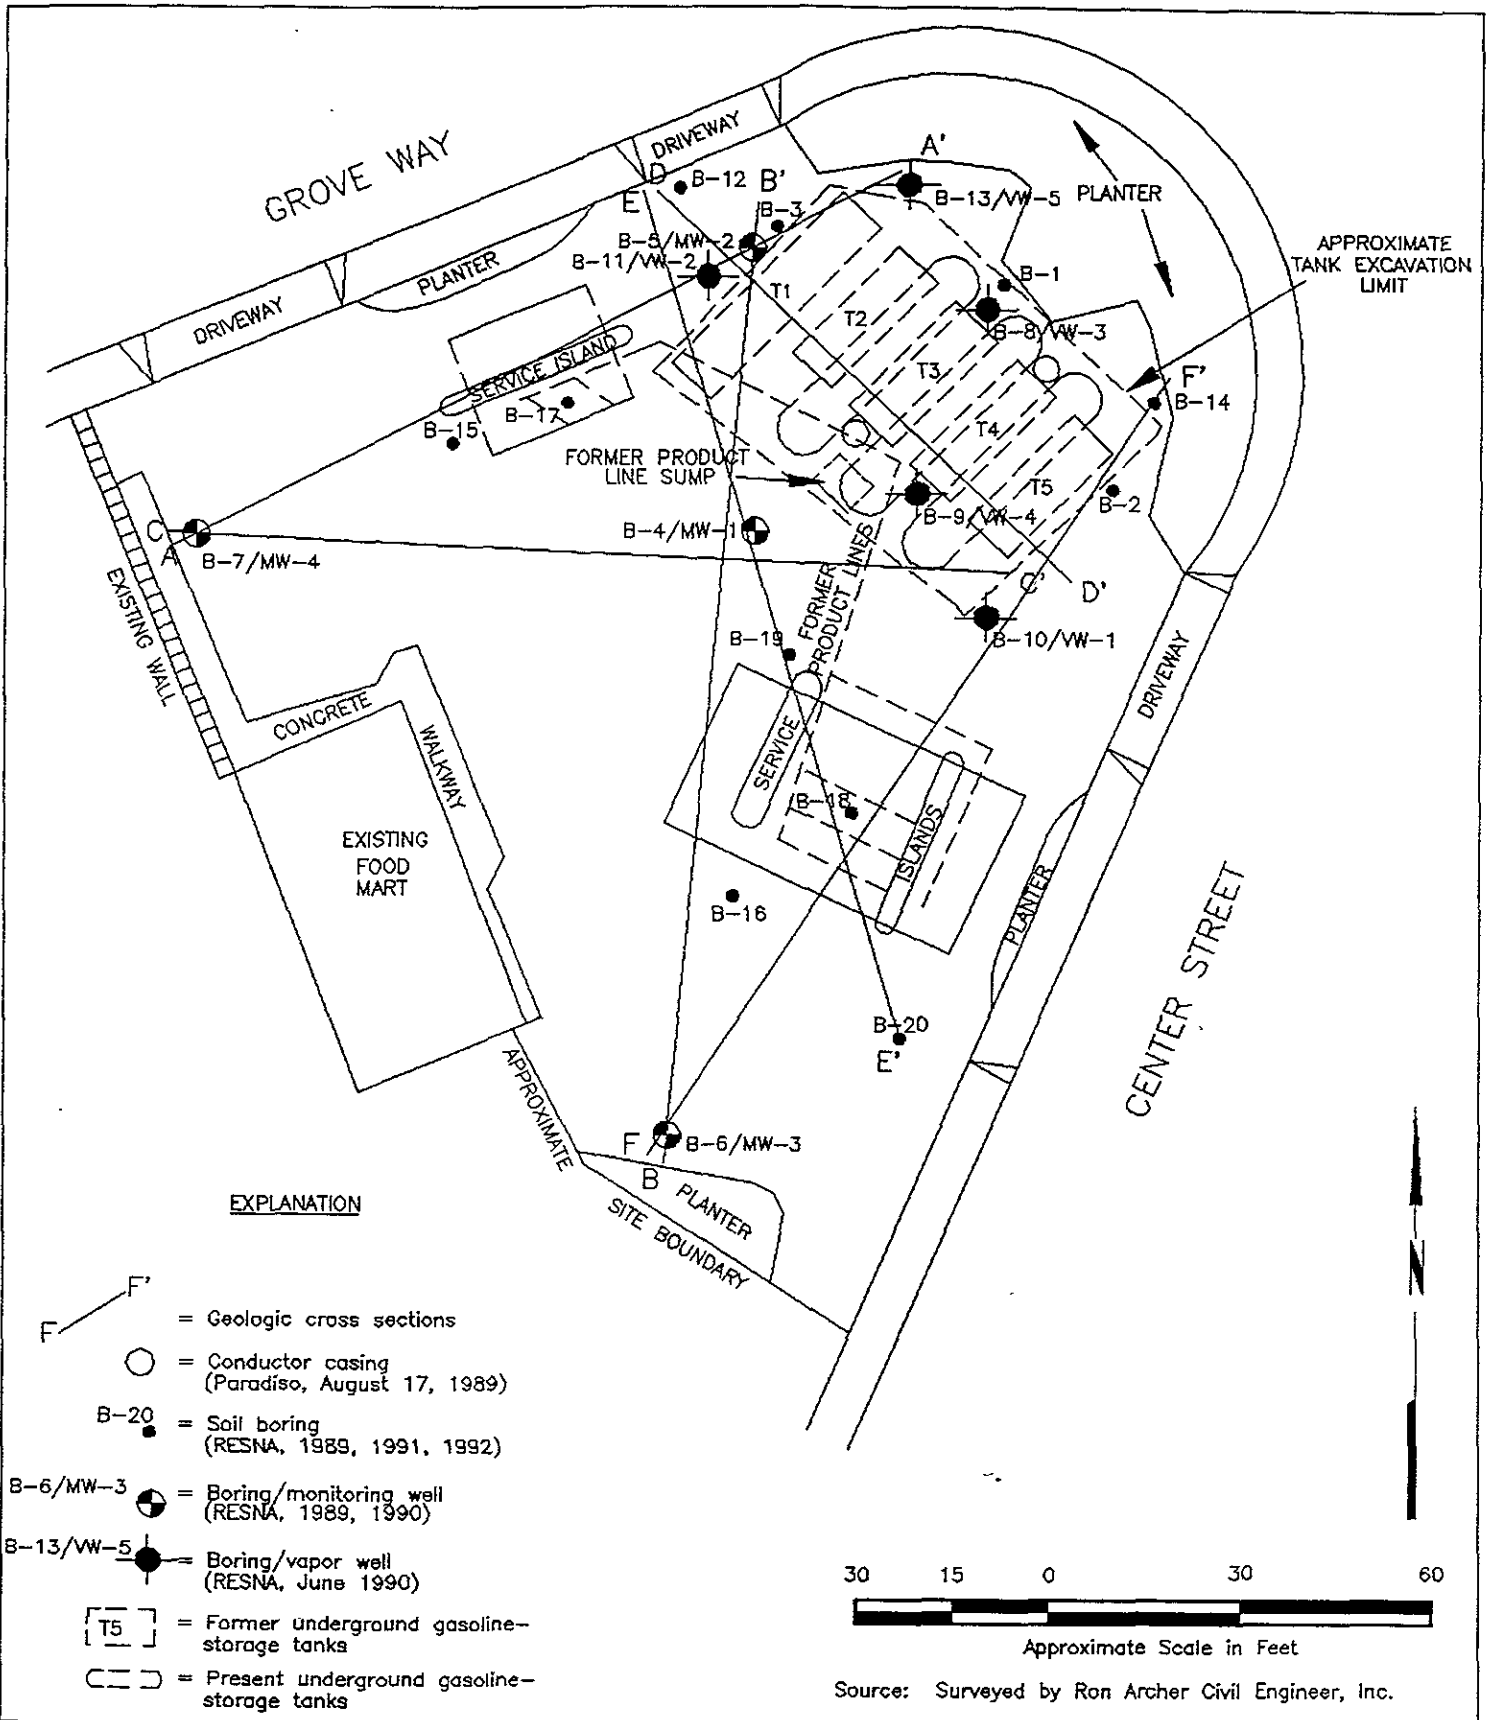 GROVE WAY
DRIVEWAY
A'
D
B-12
B'
E
B-3
B-13/VW-5
PLANTER
B-5/MW-2
B-11/VW-2
APPROXIMATE
TANK EXCAVATION
LIMIT
PLANTER
B-1
T1
DRIVEWAY
T2
B-8/VW-3
SERVICE ISLAND
T3
F'
B-14
B-17
B-15
T4
FORMER PRODUCT
LINE SUMP
T5
B-2
B-9/VW-4
B-4/MW-1
C
A
B-7/MW-4
C'
D'
EXISTING WALL
FORMER
PRODUCT LINES
B-19
B-10/VW-1
DRIVEWAY
CONCRETE
WALKWAY
SERVICE
ISLANDS
B-18
EXISTING
FOOD
MART
PLANTER
B-16
CENTER STREET
B-20
E'
APPROXIMATE
SITE BOUNDARY
F
B-6/MW-3
B
PLANTER
EXPLANATION
F'
F
= Geologic cross sections
= Conductor casing
(Paradiso, August 17, 1989)
B-20
= Soil boring
(RESNA, 1989, 1991, 1992)
B-6/MW-3
= Boring/monitoring well
(RESNA, 1989, 1990)
B-13/VW-5
= Boring/vapor well
(RESNA, June 1990)
T5
= Former underground gasoline-
storage tanks
= Present underground gasoline-
storage tanks
N
30 15 0 30 60
Approximate Scale in Feet
Source: Surveyed by Ron Archer Civil Engineer, Inc.